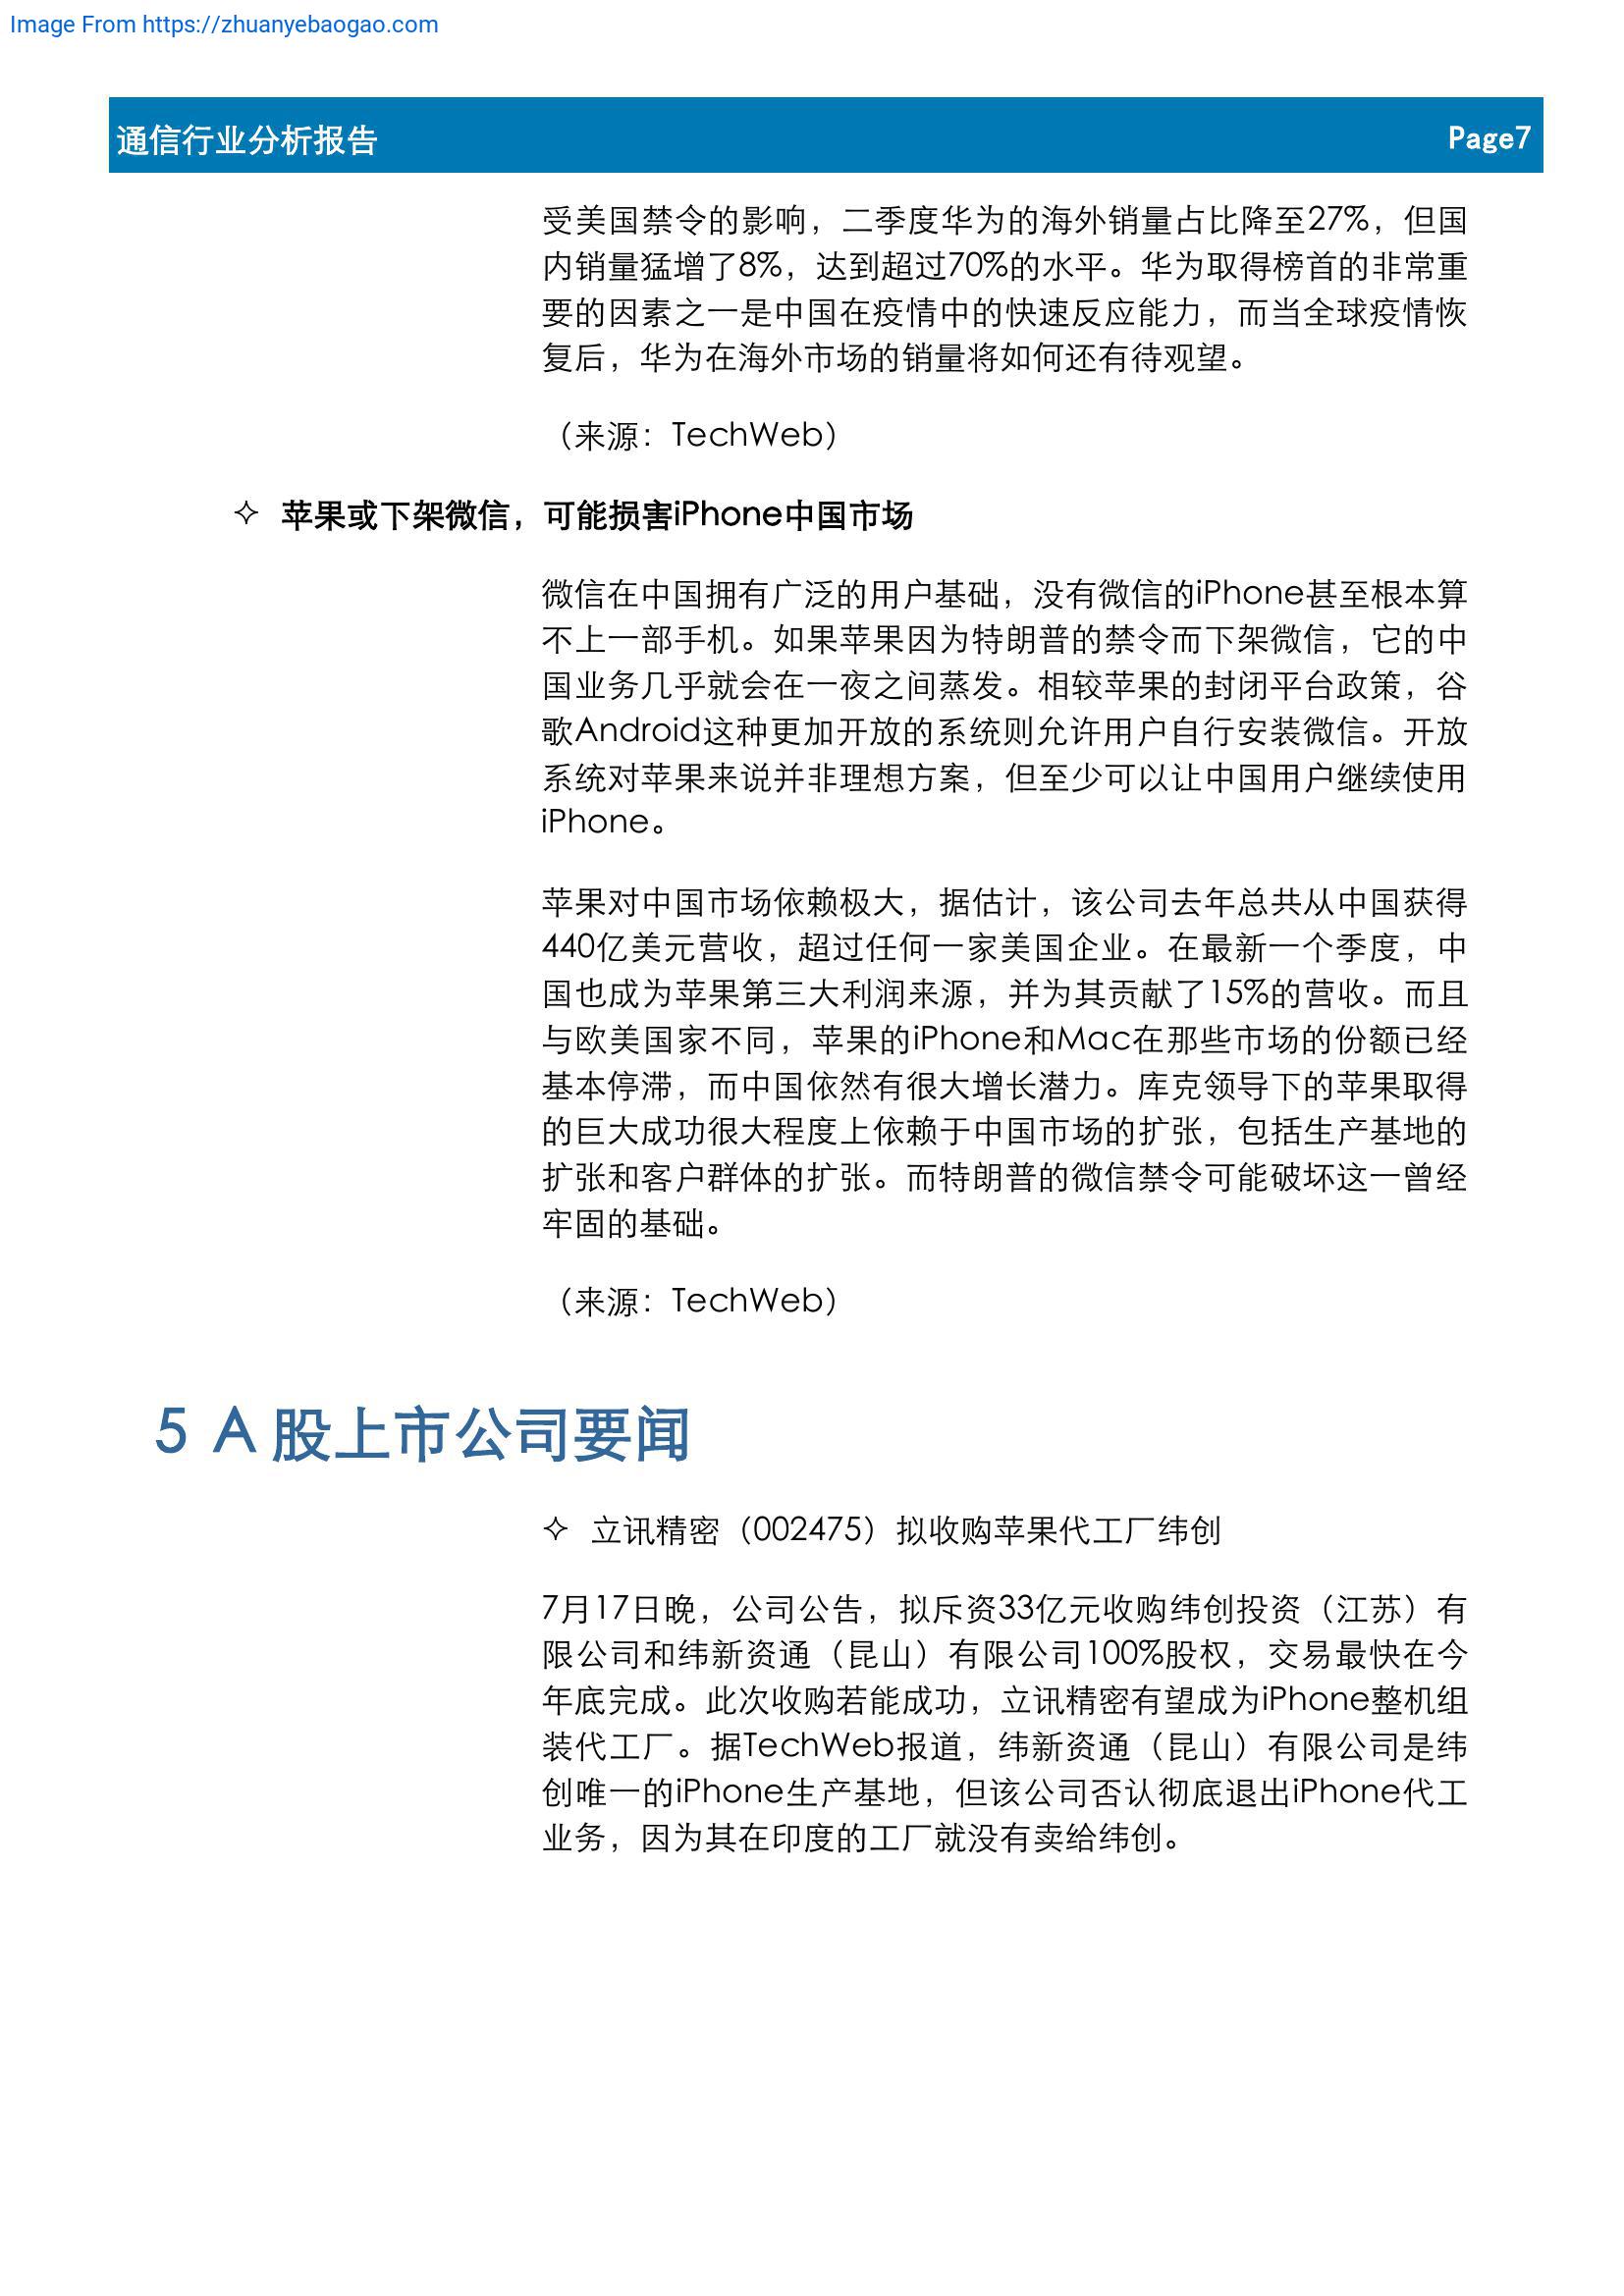 Image From https://zhuanyebaogao.com
通信行业分析报告 Page7
受美国禁令的影响，二季度华为的海外销量占比降至27%，但国
内销量猛增了8%，达到超过70%的水平。华为取得榜首的非常重
要的因素之一是中国在疫情中的快速反应能力，而当全球疫情恢
复后，华为在海外市场的销量将如何还有待观望。
（来源：TechWeb）
✧ 苹果或下架微信，可能损害iPhone中国市场
微信在中国拥有广泛的用户基础，没有微信的iPhone甚至根本算
不上一部手机。如果苹果因为特朗普的禁令而下架微信，它的中
国业务几乎就会在一夜之间蒸发。相较苹果的封闭平台政策，谷
歌Android这种更加开放的系统则允许用户自行安装微信。开放
系统对苹果来说并非理想方案，但至少可以让中国用户继续使用
iPhone。
苹果对中国市场依赖极大，据估计，该公司去年总共从中国获得
440亿美元营收，超过任何一家美国企业。在最新一个季度，中
国也成为苹果第三大利润来源，并为其贡献了15%的营收。而且
与欧美国家不同，苹果的iPhone和Mac在那些市场的份额已经
基本停滞，而中国依然有很大增长潜力。库克领导下的苹果取得
的巨大成功很大程度上依赖于中国市场的扩张，包括生产基地的
扩张和客户群体的扩张。而特朗普的微信禁令可能破坏这一曾经
牢固的基础。
（来源：TechWeb）
5 A 股上市公司要闻
✧ 立讯精密（002475）拟收购苹果代工厂纬创
7月17日晚，公司公告，拟斥资33亿元收购纬创投资（江苏）有
限公司和纬新资通（昆山）有限公司100%股权，交易最快在今
年底完成。此次收购若能成功，立讯精密有望成为iPhone整机组
装代工厂。据TechWeb报道，纬新资通（昆山）有限公司是纬
创唯一的iPhone生产基地，但该公司否认彻底退出iPhone代工
业务，因为其在印度的工厂就没有卖给纬创。